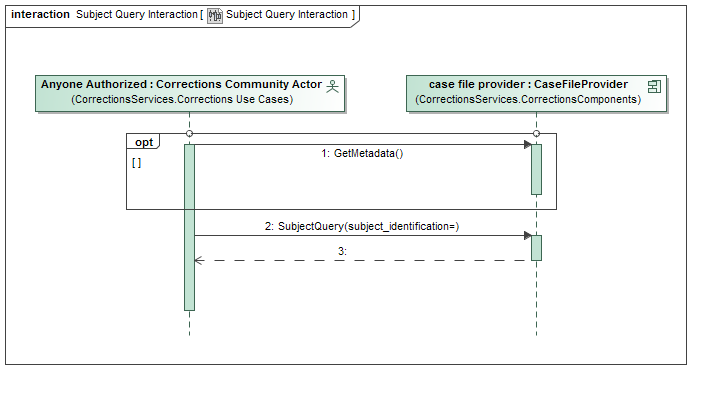 interaction Subject Query Interaction [ Subject Query Interaction ]
Anyone Authorized : Corrections Community Actor
(CorrectionsServices.Corrections Use Cases)
case file provider : CaseFileProvider
(CorrectionsServices.CorrectionsComponents)
opt
[ ]
1: GetMetadata()
2: SubjectQuery(subject_identification=)
3: